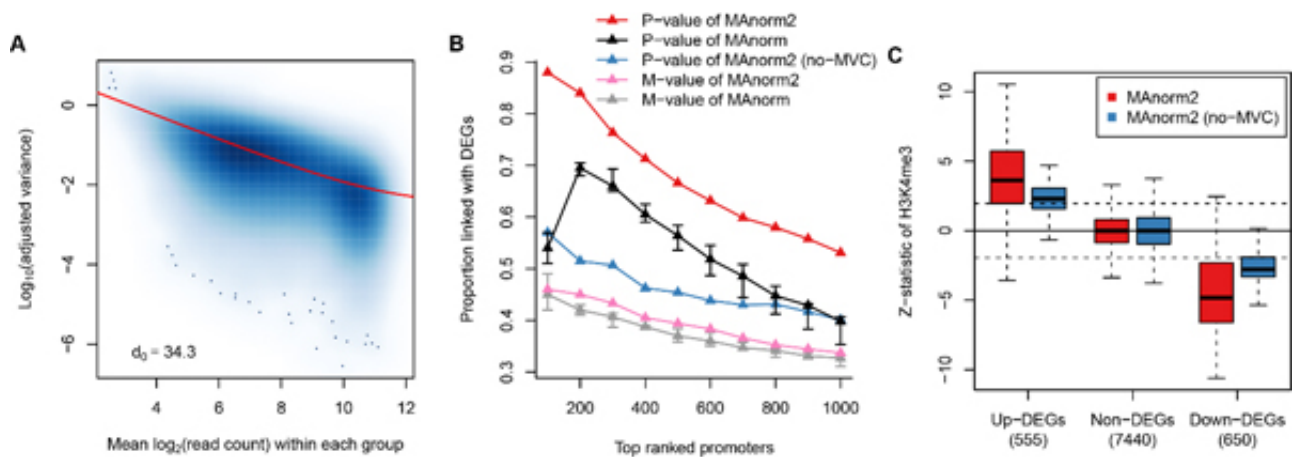 A
Log10(adjusted variance)
0
−2
−4
−6
d0 = 34.3
4 6 8 10 12
Mean log2(read count) within each group
B
P−value of MAnorm2
P−value of MAnorm
P−value of MAnorm2 (no−MVC)
M−value of MAnorm2
M−value of MAnorm
Proportion linked with DEGs
0.9
0.8
0.7
0.6
0.5
0.4
0.3
200 400 600 800 1000
Top ranked promoters
C
MAnorm2
MAnorm2 (no−MVC)
Z−statistic of H3K4me3
10
5
0
−5
−10
Up−DEGs Non−DEGs Down−DEGs
(555) (7440) (650)